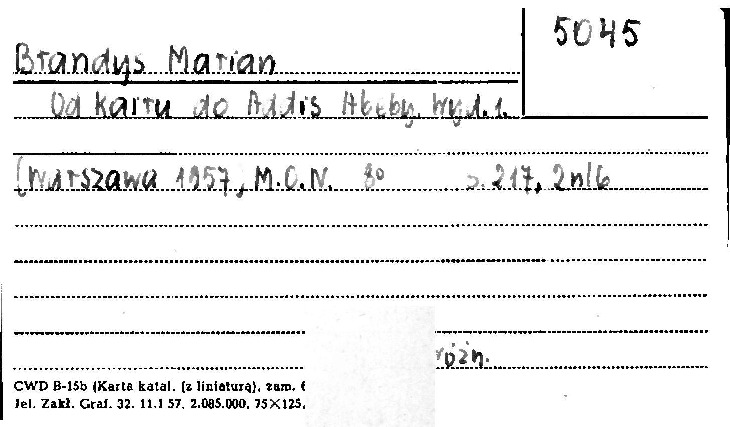 5045
Brandys Marian
Od Kairu do Addis Abeby. Wyd. 1.
[Warszawa 1957, M.O.N. 8° s. 217, 2nlb
różn.
CWD B-15b (Karta katal. [z liniaturą), zam. 6
Jel. Zakł. Graf. 32. 11.1 57. 2.085.000, 75×125,